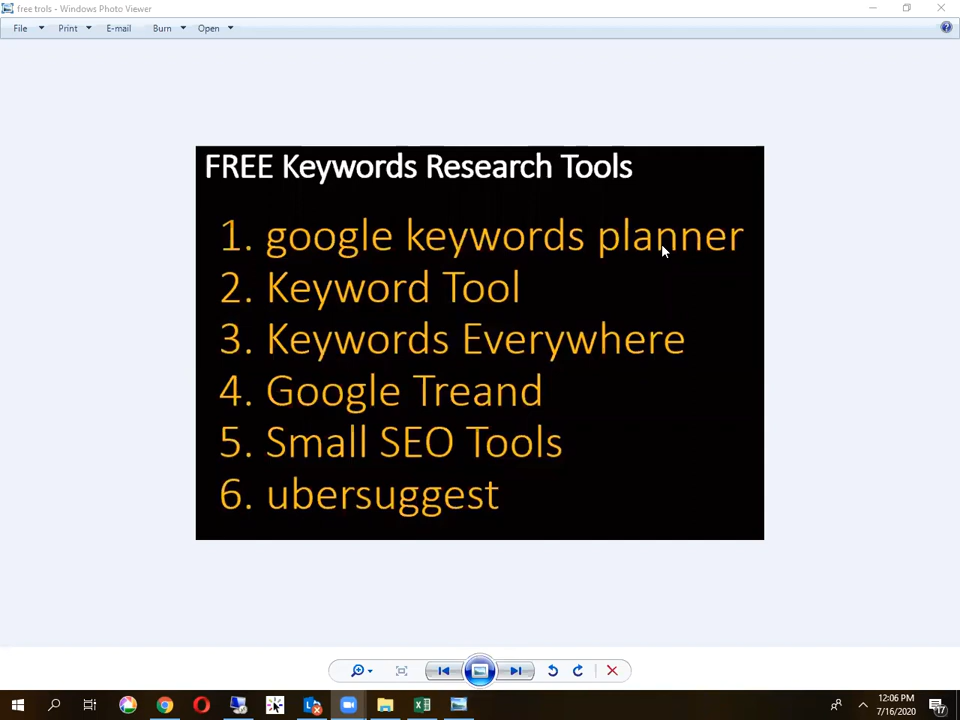 free trols - Windows Photo Viewer
File Print E-mail Burn Open
FREE Keywords Research Tools
1. google keywords planner
2. Keyword Tool
3. Keywords Everywhere
4. Google Treand
5. Small SEO Tools
6. ubersuggest
12:06 PM
7/16/2020
17